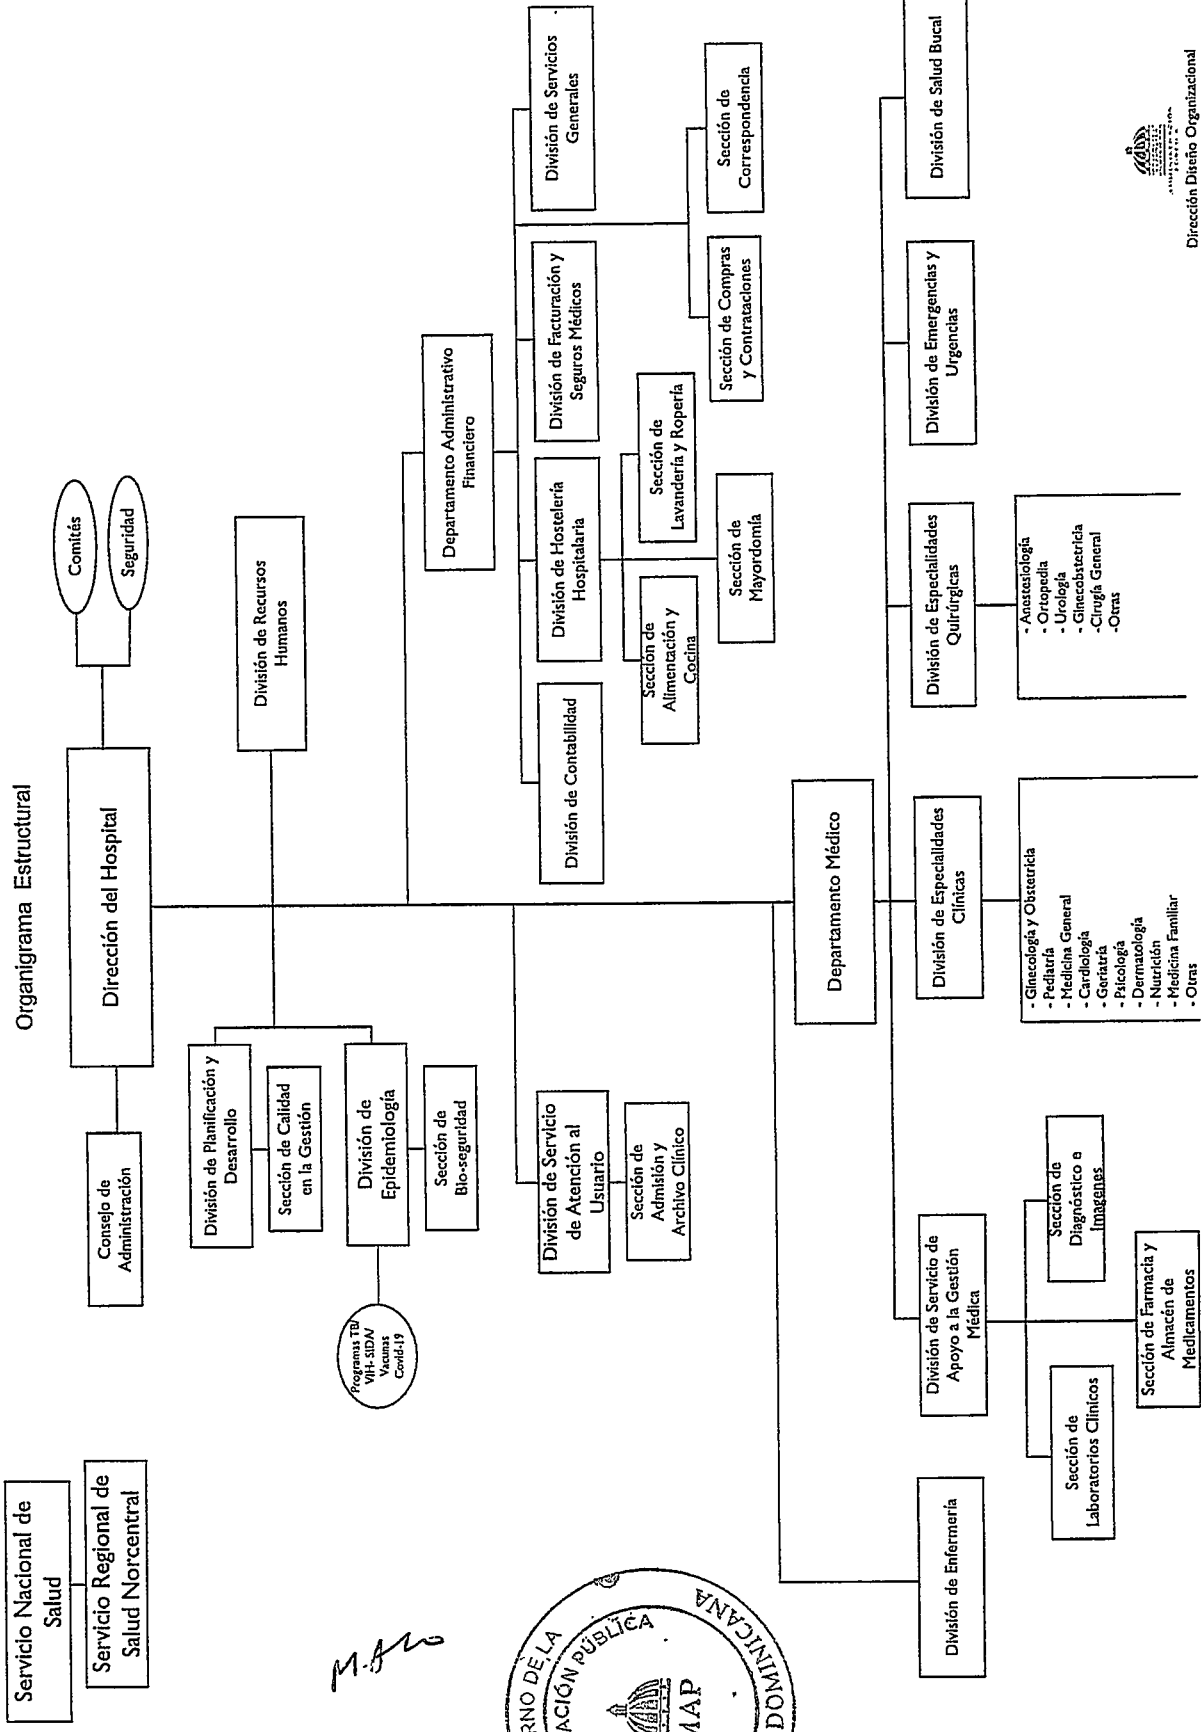 Servicio Nacional de
Salud
Servicio Regional de
Salud Norcentral
Organigrama Estructural
Dirección del Hospital
Comités
Seguridad
Consejo de
Administración
División de Planificación y
Desarrollo
Sección de Calidad
en la Gestión
División de
Epidemiología
Sección de
Bio-seguridad
Programas TB/
VIH- SIDA/
Vacunas
Covid-19
División de Recursos
Humanos
División de Servicio
de Atención al
Usuario
Sección de
Admisión y
Archivo Clínico
Departamento Administrativo
Financiero
División de Contabilidad
División de Hostelería
Hospitalaria
División de Facturación y
Seguros Médicos
División de Servicios
Generales
Sección de
Alimentación y
Cocina
Sección de
Lavandería y Ropería
Sección de
Mayordomía
Sección de Compras
y Contrataciones
Sección de
Correspondencia
Departamento Médico
División de Enfermería
División de Servicio de
Apoyo a la Gestión
Médica
División de Especialidades
Clínicas
División de Especialidades
Quirúrgicas
División de Emergencias y
Urgencias
División de Salud Bucal
Sección de
Laboratorios Clínicos
Sección de
Diagnóstico e
Imagenes
Sección de Farmacia y
Almacén de
Medicamentos
- Ginecología y Obstetricia
- Pediatría
- Medicina General
- Cardiología
- Geriatría
- Psicología
- Dermatología
- Nutrición
- Medicina Familiar
- Otras
- Anestesiología
- Ortopedia
- Urología
- Ginecobstetricia
-Cirugía General
-Otras
RNO DE LA
ACIÓN PÚBLICA
MAP
DOMINICANA
Dirección Diseño Organizacional